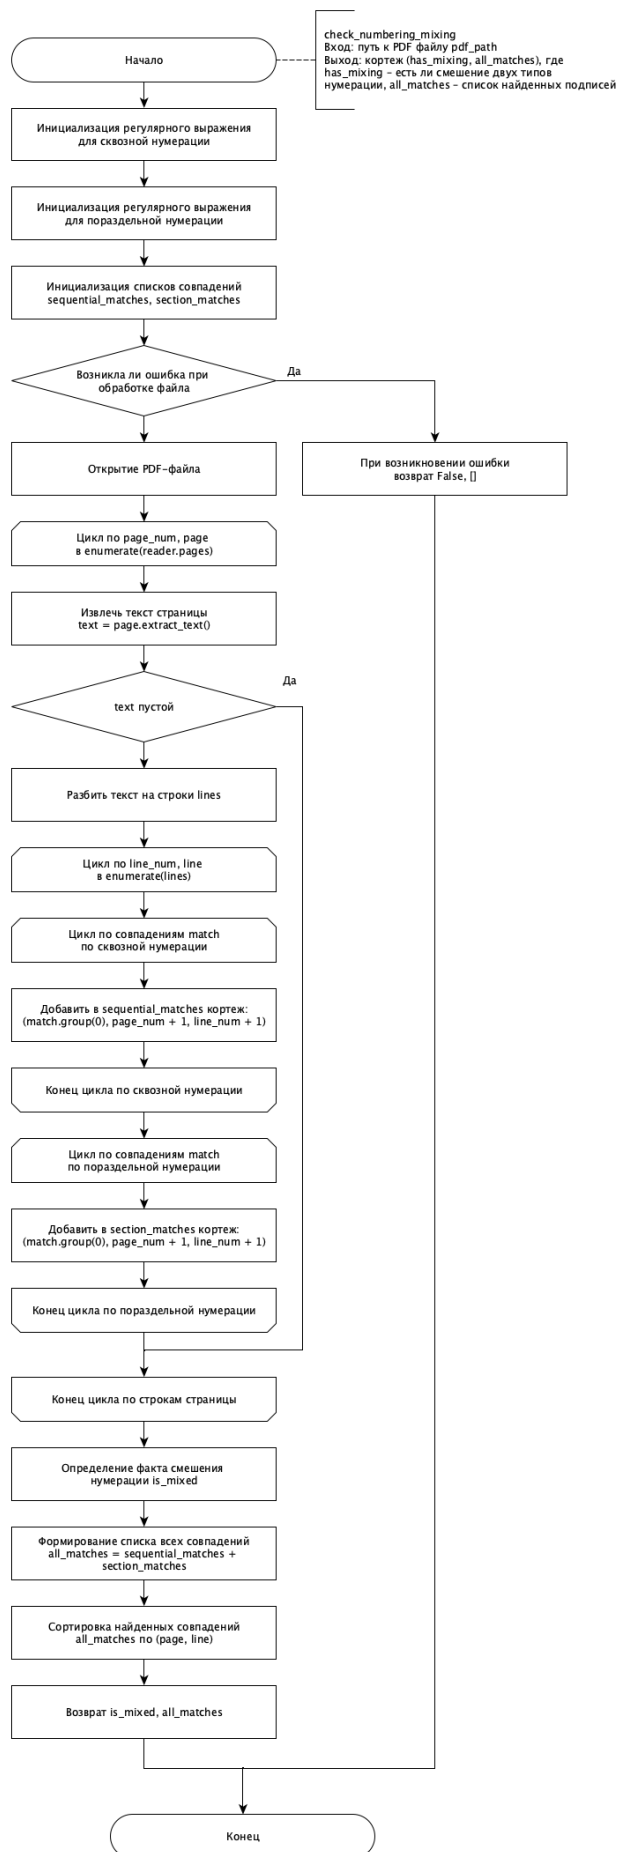 check_numbering_mixing
Вход: путь к PDF файлу pdf_path
Выход: кортеж (has_mixing, all_matches), где
has_mixing – есть ли смешение двух типов
нумерации, all_matches – список найденных подписей
Начало
Инициализация регулярного выражения
для сквозной нумерации
Инициализация регулярного выражения
для пораздельной нумерации
Инициализация списков совпадений
sequential_matches, section_matches
Возникла ли ошибка при
обработке файла
Да
Открытие PDF-файла
При возникновении ошибки
возврат False, []
Цикл по page_num, page
в enumerate(reader.pages)
Извлечь текст страницы
text = page.extract_text()
Да
text пустой
Разбить текст на строки lines
Цикл по line_num, line
в enumerate(lines)
Цикл по совпадениям match
по сквозной нумерации
Добавить в sequential_matches кортеж:
(match.group(0), page_num + 1, line_num + 1)
Конец цикла по сквозной нумерации
Цикл по совпадениям match
по пораздельной нумерации
Добавить в section_matches кортеж:
(match.group(0), page_num + 1, line_num + 1)
Конец цикла по пораздельной нумерации
Конец цикла по строкам страницы
Определение факта смешения
нумерации is_mixed
Формирование списка всех совпадений
all_matches = sequential_matches +
section_matches
Сортировка найденных совпадений
all_matches по (page, line)
Возврат is_mixed, all_matches
Конец